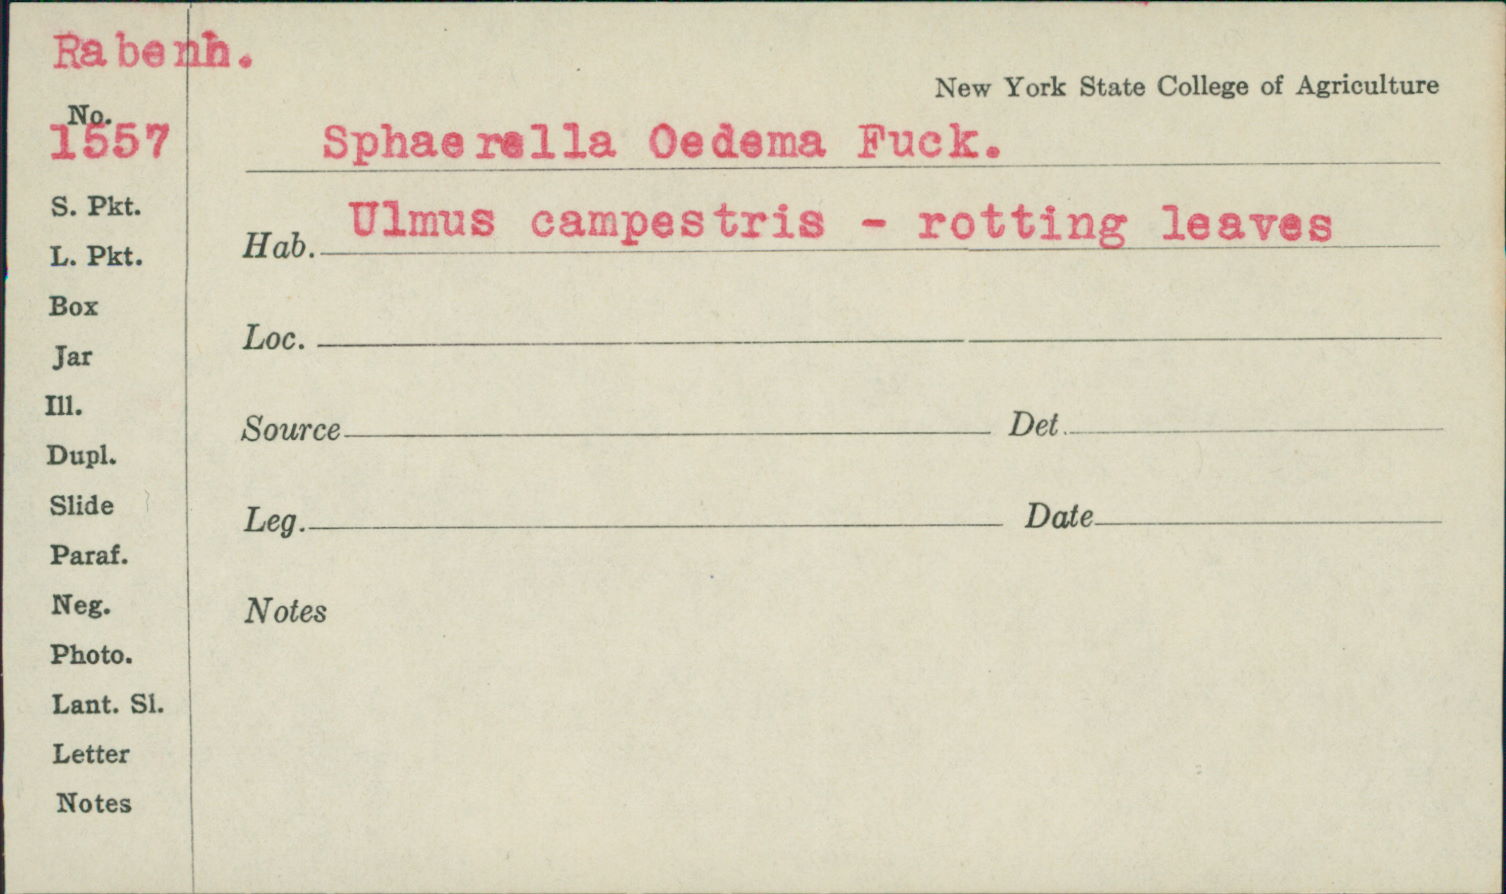 Rabenh.
New York State College of Agriculture
No.
1557
Sphaerella Oedema Fuck.
S. Pkt.
Hab. Ulmus campestris - rotting leaves
L. Pkt.
Box
Loc.
Jar
Ill.
Source Det.
Dupl.
Slide
Leg. Date
Paraf.
Neg.
Notes
Photo.
Lant. Sl.
Letter
Notes